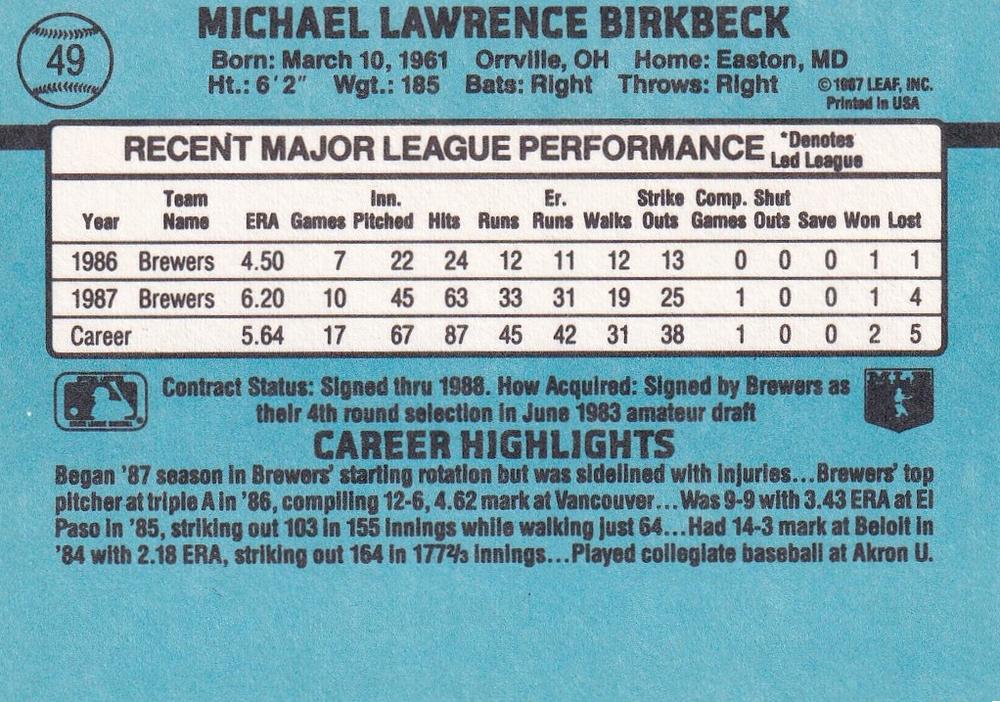 49
MICHAEL LAWRENCE BIRKBECK
Born: March 10, 1961 Orrville, OH Home: Easton, MD
Ht.: 6'2" Wgt.: 185 Bats: Right Throws: Right
©1987 LEAF, INC.
Printed in USA
RECENT MAJOR LEAGUE PERFORMANCE *Denotes
Led League
Team Inn. Er. Strike Comp. Shut
Year Name ERA Games Pitched Hits Runs Runs Walks Outs Games Outs Save Won Lost
1986 Brewers 4.50 7 22 24 12 11 12 13 0 0 0 1 1
1987 Brewers 6.20 10 45 63 33 31 19 25 1 0 0 1 4
Career 5.64 17 67 87 45 42 31 38 1 0 0 2 5
Contract Status: Signed thru 1988. How Acquired: Signed by Brewers as
their 4th round selection in June 1983 amateur draft
CAREER HIGHLIGHTS
Began '87 season in Brewers' starting rotation but was sidelined with injuries...Brewers' top
pitcher at triple A in '86, compiling 12-6, 4.62 mark at Vancouver...Was 9-9 with 3.43 ERA at El
Paso in '85, striking out 103 in 155 innings while walking just 64...Had 14-3 mark at Beloit in
'84 with 2.18 ERA, striking out 164 in 177⅔ innings...Played collegiate baseball at Akron U.